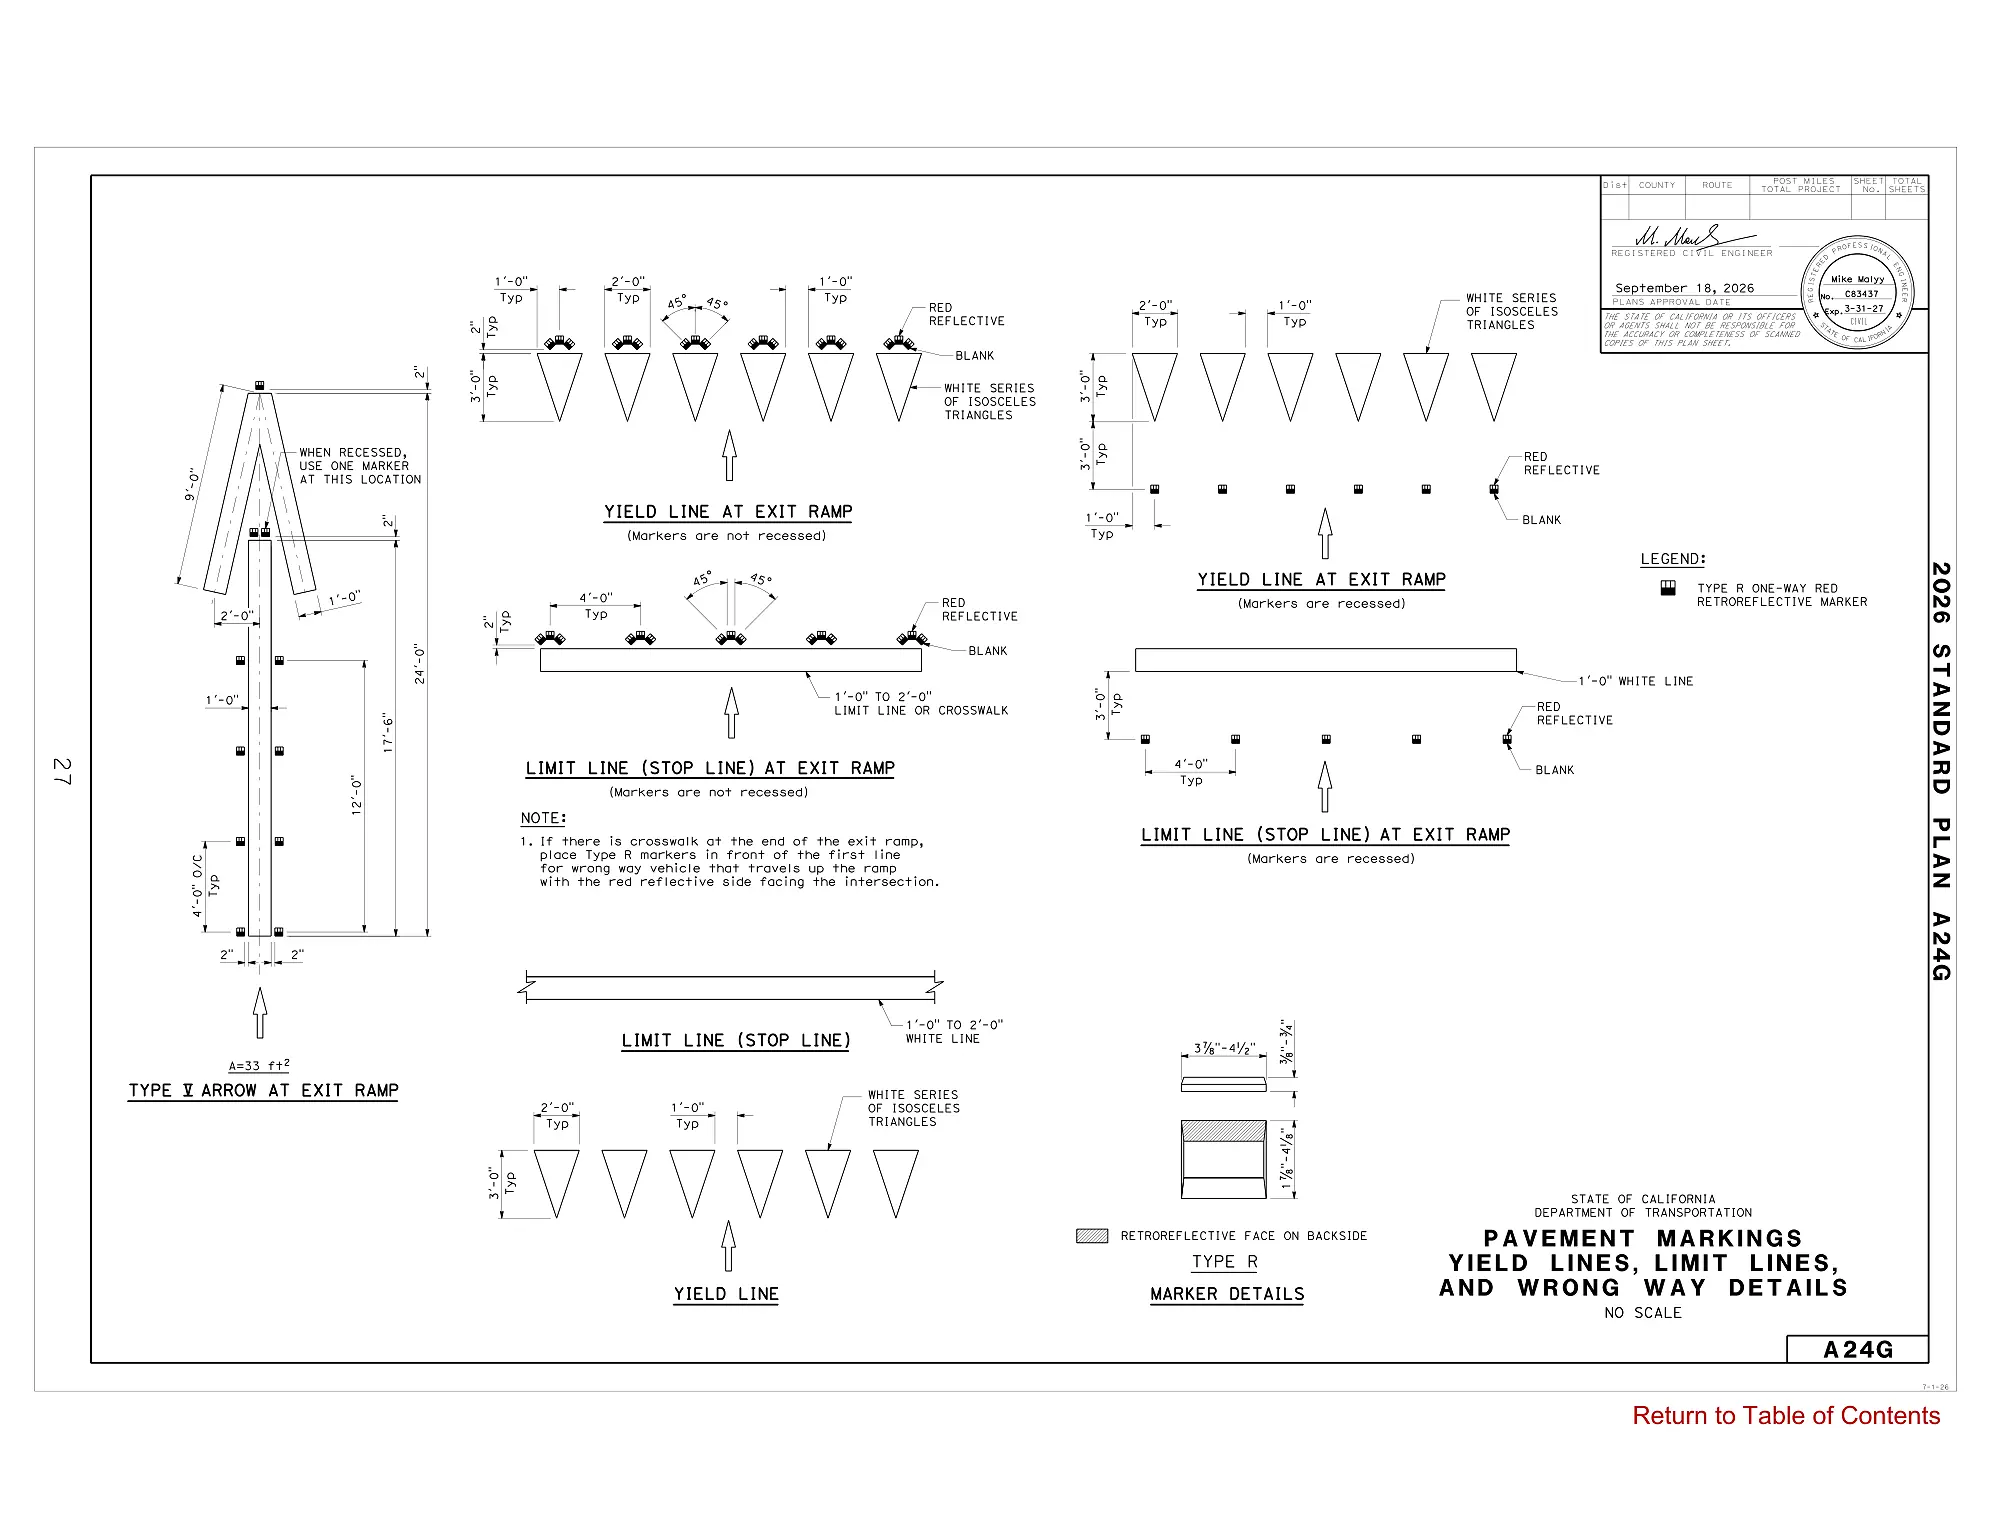 Dist COUNTY ROUTE POST MILES TOTAL PROJECT SHEET No. TOTAL SHEETS
REGISTERED CIVIL ENGINEER
September 18, 2026
PLANS APPROVAL DATE
THE STATE OF CALIFORNIA OR ITS OFFICERS
OR AGENTS SHALL NOT BE RESPONSIBLE FOR
THE ACCURACY OR COMPLETENESS OF SCANNED
COPIES OF THIS PLAN SHEET.
REGISTERED PROFESSIONAL ENGINEER
Mike Malyy
No. C83437
Exp. 3-31-27
CIVIL
STATE OF CALIFORNIA
2"
9'-0"
WHEN RECESSED,
USE ONE MARKER
AT THIS LOCATION
2"
2'-0"
1'-0"
24'-0"
1'-0"
17'-6"
12'-0"
4'-0" O/C
Typ
2"
2"
A=33 ft2
TYPE V ARROW AT EXIT RAMP
1'-0"
Typ
2'-0"
Typ
45°
45°
1'-0"
Typ
2"
Typ
3'-0"
Typ
RED
REFLECTIVE
BLANK
WHITE SERIES
OF ISOSCELES
TRIANGLES
YIELD LINE AT EXIT RAMP
(Markers are not recessed)
4'-0"
Typ
45°
45°
2"
Typ
RED
REFLECTIVE
BLANK
1'-0" TO 2'-0"
LIMIT LINE OR CROSSWALK
LIMIT LINE (STOP LINE) AT EXIT RAMP
(Markers are not recessed)
NOTE:
1. If there is crosswalk at the end of the exit ramp,
place Type R markers in front of the first line
for wrong way vehicle that travels up the ramp
with the red reflective side facing the intersection.
1'-0" TO 2'-0"
WHITE LINE
LIMIT LINE (STOP LINE)
2'-0"
Typ
1'-0"
Typ
WHITE SERIES
OF ISOSCELES
TRIANGLES
3'-0"
Typ
YIELD LINE
2'-0"
Typ
1'-0"
Typ
WHITE SERIES
OF ISOSCELES
TRIANGLES
3'-0"
Typ
3'-0"
Typ
RED
REFLECTIVE
BLANK
1'-0"
Typ
YIELD LINE AT EXIT RAMP
(Markers are recessed)
1'-0" WHITE LINE
3'-0"
Typ
RED
REFLECTIVE
BLANK
4'-0"
Typ
LIMIT LINE (STOP LINE) AT EXIT RAMP
(Markers are recessed)
LEGEND:
TYPE R ONE-WAY RED
RETROREFLECTIVE MARKER
3⅞"-4½"
⅜"-¾"
1⅞"-4⅛"
RETROREFLECTIVE FACE ON BACKSIDE
TYPE R
MARKER DETAILS
STATE OF CALIFORNIA
DEPARTMENT OF TRANSPORTATION
PAVEMENT MARKINGS
YIELD LINES, LIMIT LINES,
AND WRONG WAY DETAILS
NO SCALE
A24G
2026 STANDARD PLAN A24G
27
7-1-26
Return to Table of Contents